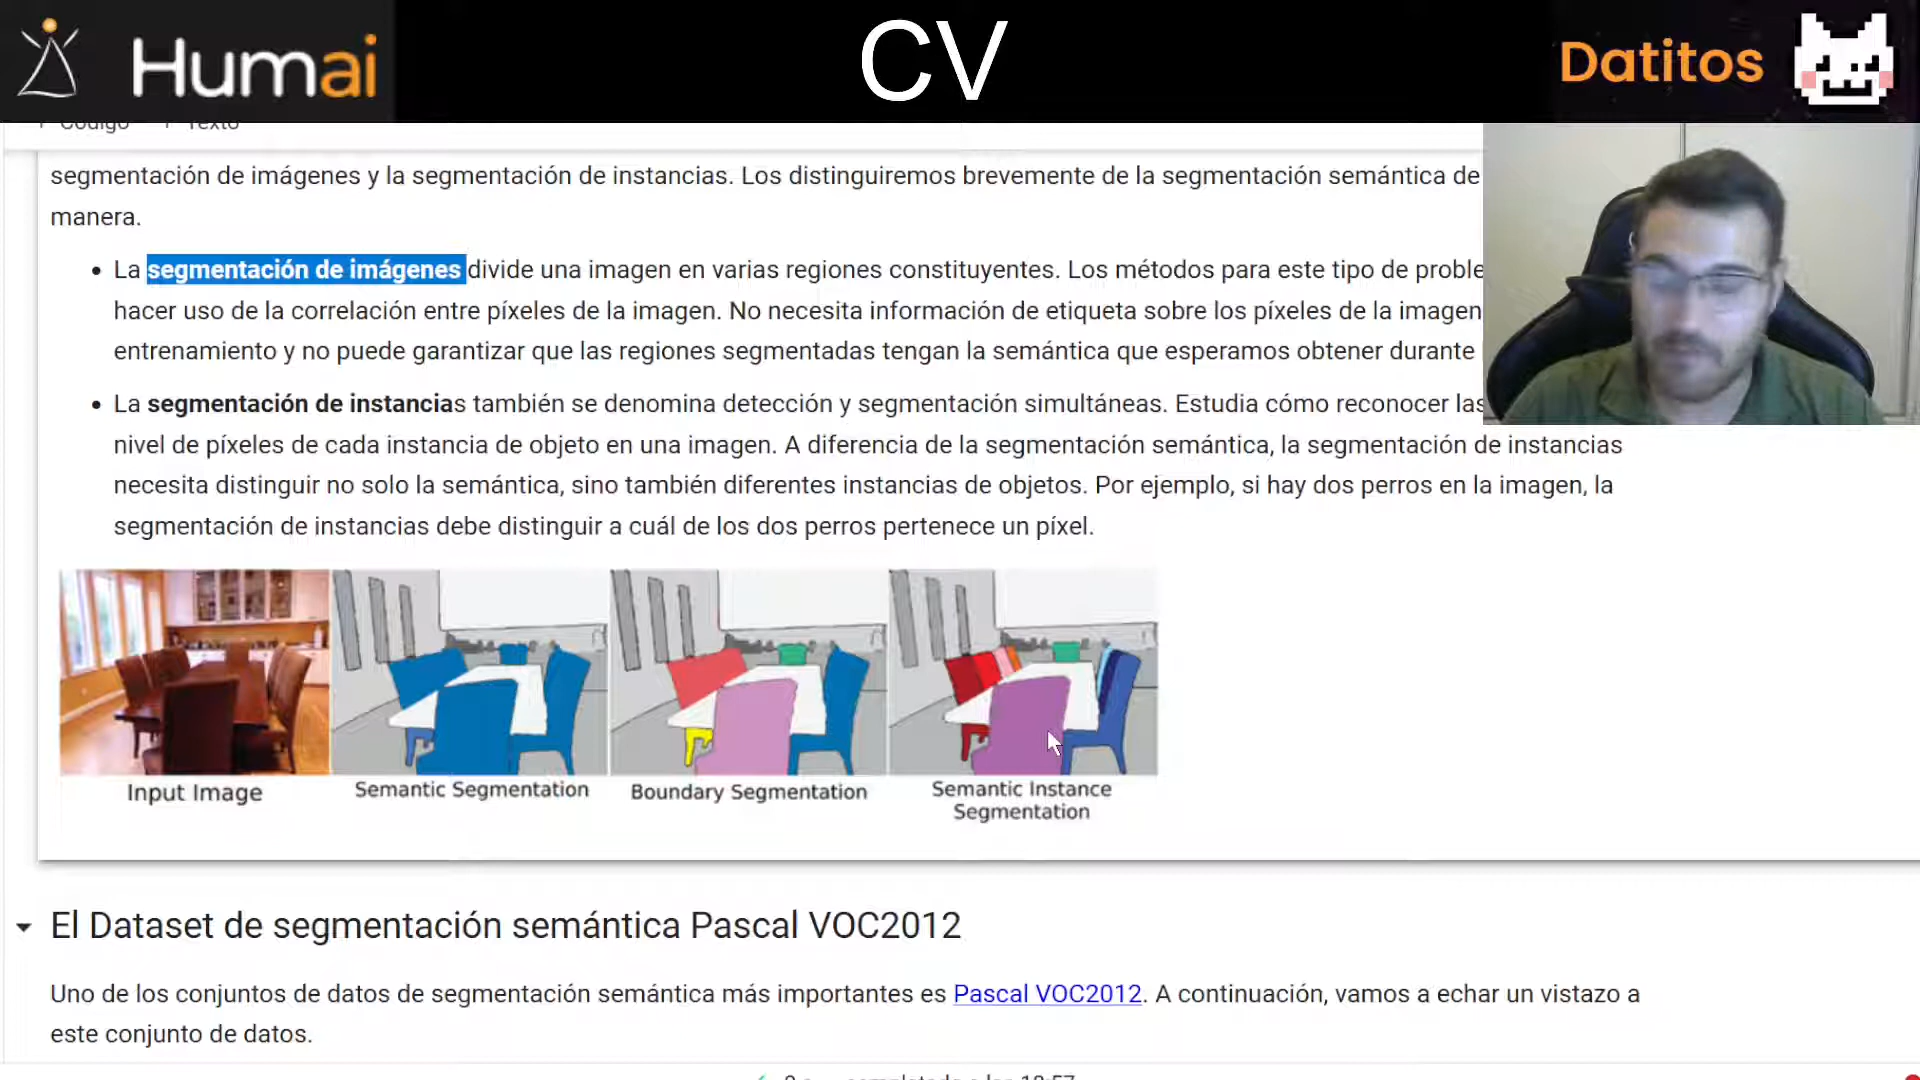 Humai
CV
Datitos
+ Código + Texto
segmentación de imágenes y la segmentación de instancias. Los distinguiremos brevemente de la segmentación semántica de
manera.
• La segmentación de imágenes divide una imagen en varias regiones constituyentes. Los métodos para este tipo de proble
hacer uso de la correlación entre píxeles de la imagen. No necesita información de etiqueta sobre los píxeles de la imagen
entrenamiento y no puede garantizar que las regiones segmentadas tengan la semántica que esperamos obtener durante
• La segmentación de instancias también se denomina detección y segmentación simultáneas. Estudia cómo reconocer las
nivel de píxeles de cada instancia de objeto en una imagen. A diferencia de la segmentación semántica, la segmentación de instancias
necesita distinguir no solo la semántica, sino también diferentes instancias de objetos. Por ejemplo, si hay dos perros en la imagen, la
segmentación de instancias debe distinguir a cuál de los dos perros pertenece un píxel.
Input Image
Semantic Segmentation
Boundary Segmentation
Semantic Instance
Segmentation
El Dataset de segmentación semántica Pascal VOC2012
Uno de los conjuntos de datos de segmentación semántica más importantes es Pascal VOC2012. A continuación, vamos a echar un vistazo a
este conjunto de datos.